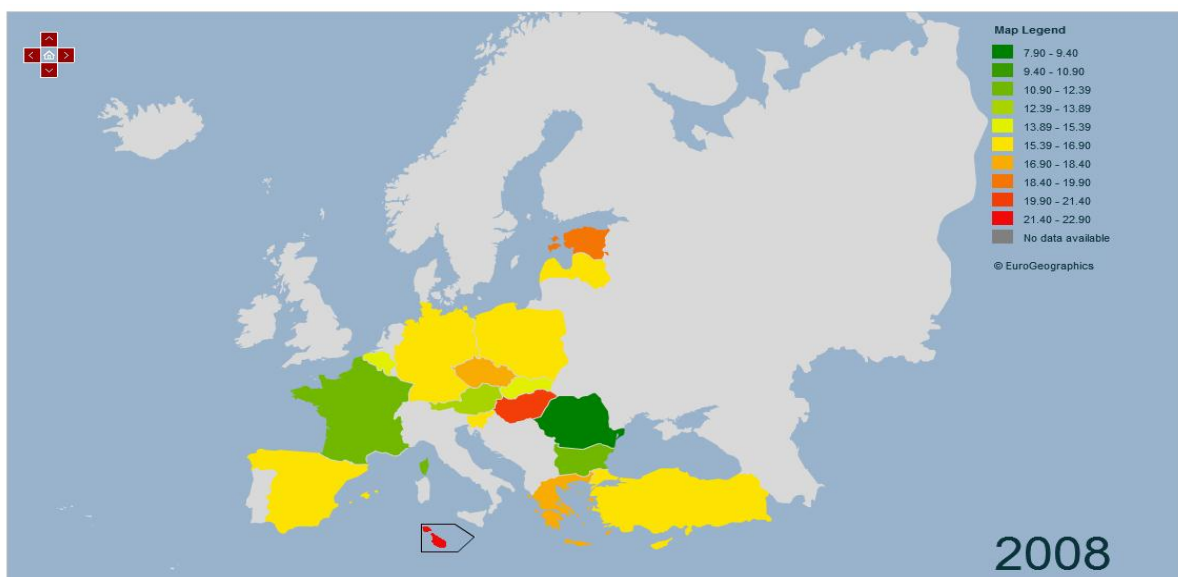 Map Legend
7.90 - 9.40
9.40 - 10.90
10.90 - 12.39
12.39 - 13.89
13.89 - 15.39
15.39 - 16.90
16.90 - 18.40
18.40 - 19.90
19.90 - 21.40
21.40 - 22.90
No data available
© EuroGeographics
2008